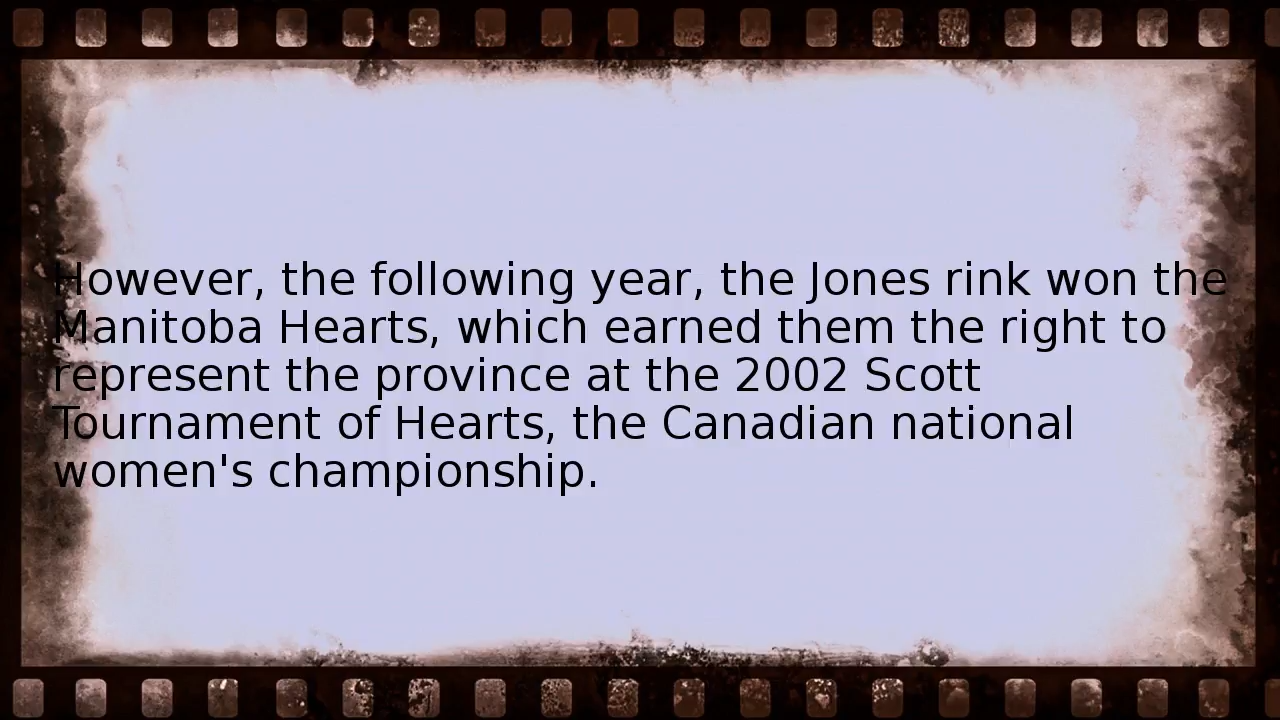 However, the following year, the Jones rink won the
Manitoba Hearts, which earned them the right to
represent the province at the 2002 Scott
Tournament of Hearts, the Canadian national
women's championship.